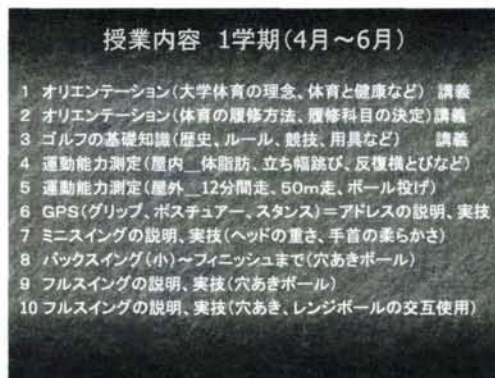 授業内容 1学期(4月～6月)
1 オリエンテーション(大学体育の理念、体育と健康など) 講義
2 オリエンテーション(体育の履修方法、履修科目の決定)講義
3 ゴルフの基礎知識(歴史、ルール、競技、用具など) 講義
4 運動能力測定(屋内__体脂肪、立ち幅跳び、反復横とびなど)
5 運動能力測定(屋外__12分間走、50m走、ボール投げ)
6 GPS(グリップ、ポスチュアー、スタンス)=アドレスの説明、実技
7 ミニスイングの説明、実技(ヘッドの重さ、手首の柔らかさ)
8 バックスイング(小)～フィニッシュまで(穴あきボール)
9 フルスイングの説明、実技(穴あきボール)
10 フルスイングの説明、実技(穴あき、レンジボールの交互使用)